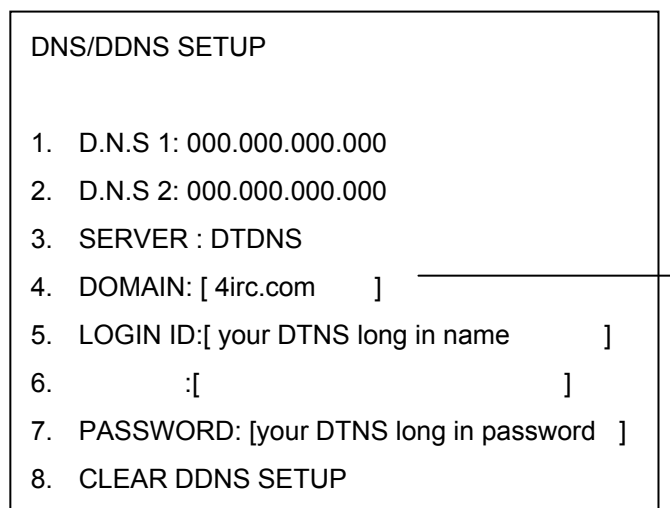 DNS/DDNS SETUP
1. D.N.S 1: 000.000.000.000
2. D.N.S 2: 000.000.000.000
3. SERVER : DTDNS
4. DOMAIN: [ 4irc.com ]
5. LOGIN ID:[ your DTNS long in name ]
6. :[ ]
7. PASSWORD: [your DTNS long in password ]
8. CLEAR DDNS SETUP